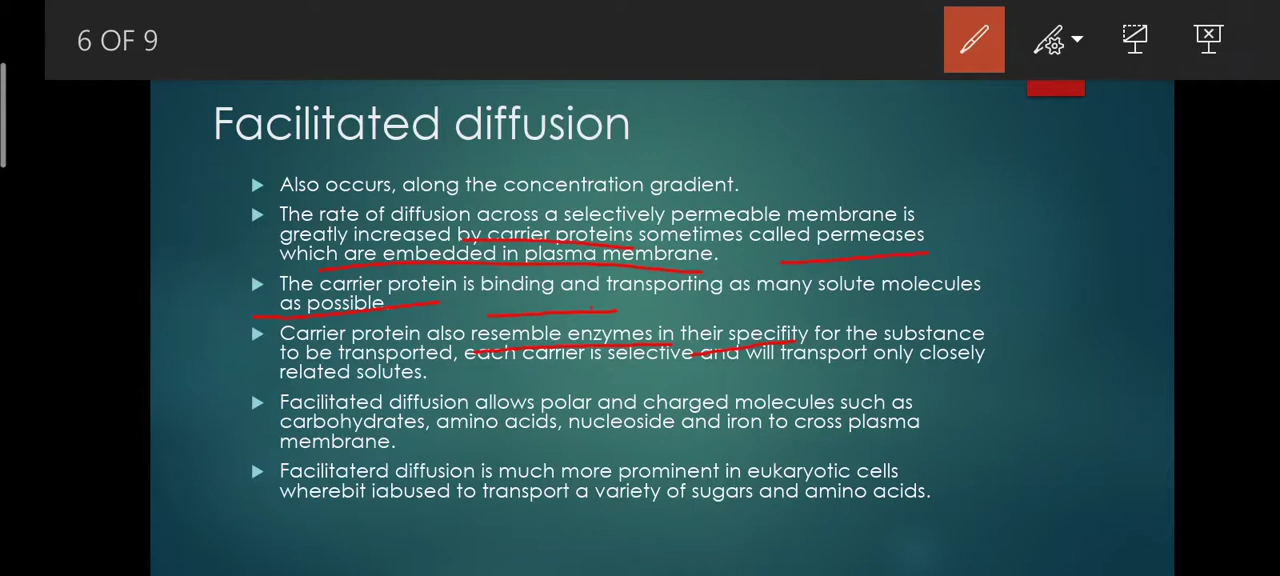 6 OF 9
Facilitated diffusion
Also occurs, along the concentration gradient.
The rate of diffusion across a selectively permeable membrane is
greatly increased by carrier proteins sometimes called permeases
which are embedded in plasma membrane.
The carrier protein is binding and transporting as many solute molecules
as possible
Carrier protein also resemble enzymes in their specifity for the substance
to be transported, each carrier is selective and will transport only closely
related solutes.
Facilitated diffusion allows polar and charged molecules such as
carbohydrates, amino acids, nucleoside and iron to cross plasma
membrane.
Facilitaterd diffusion is much more prominent in eukaryotic cells
wherebit iabused to transport a variety of sugars and amino acids.